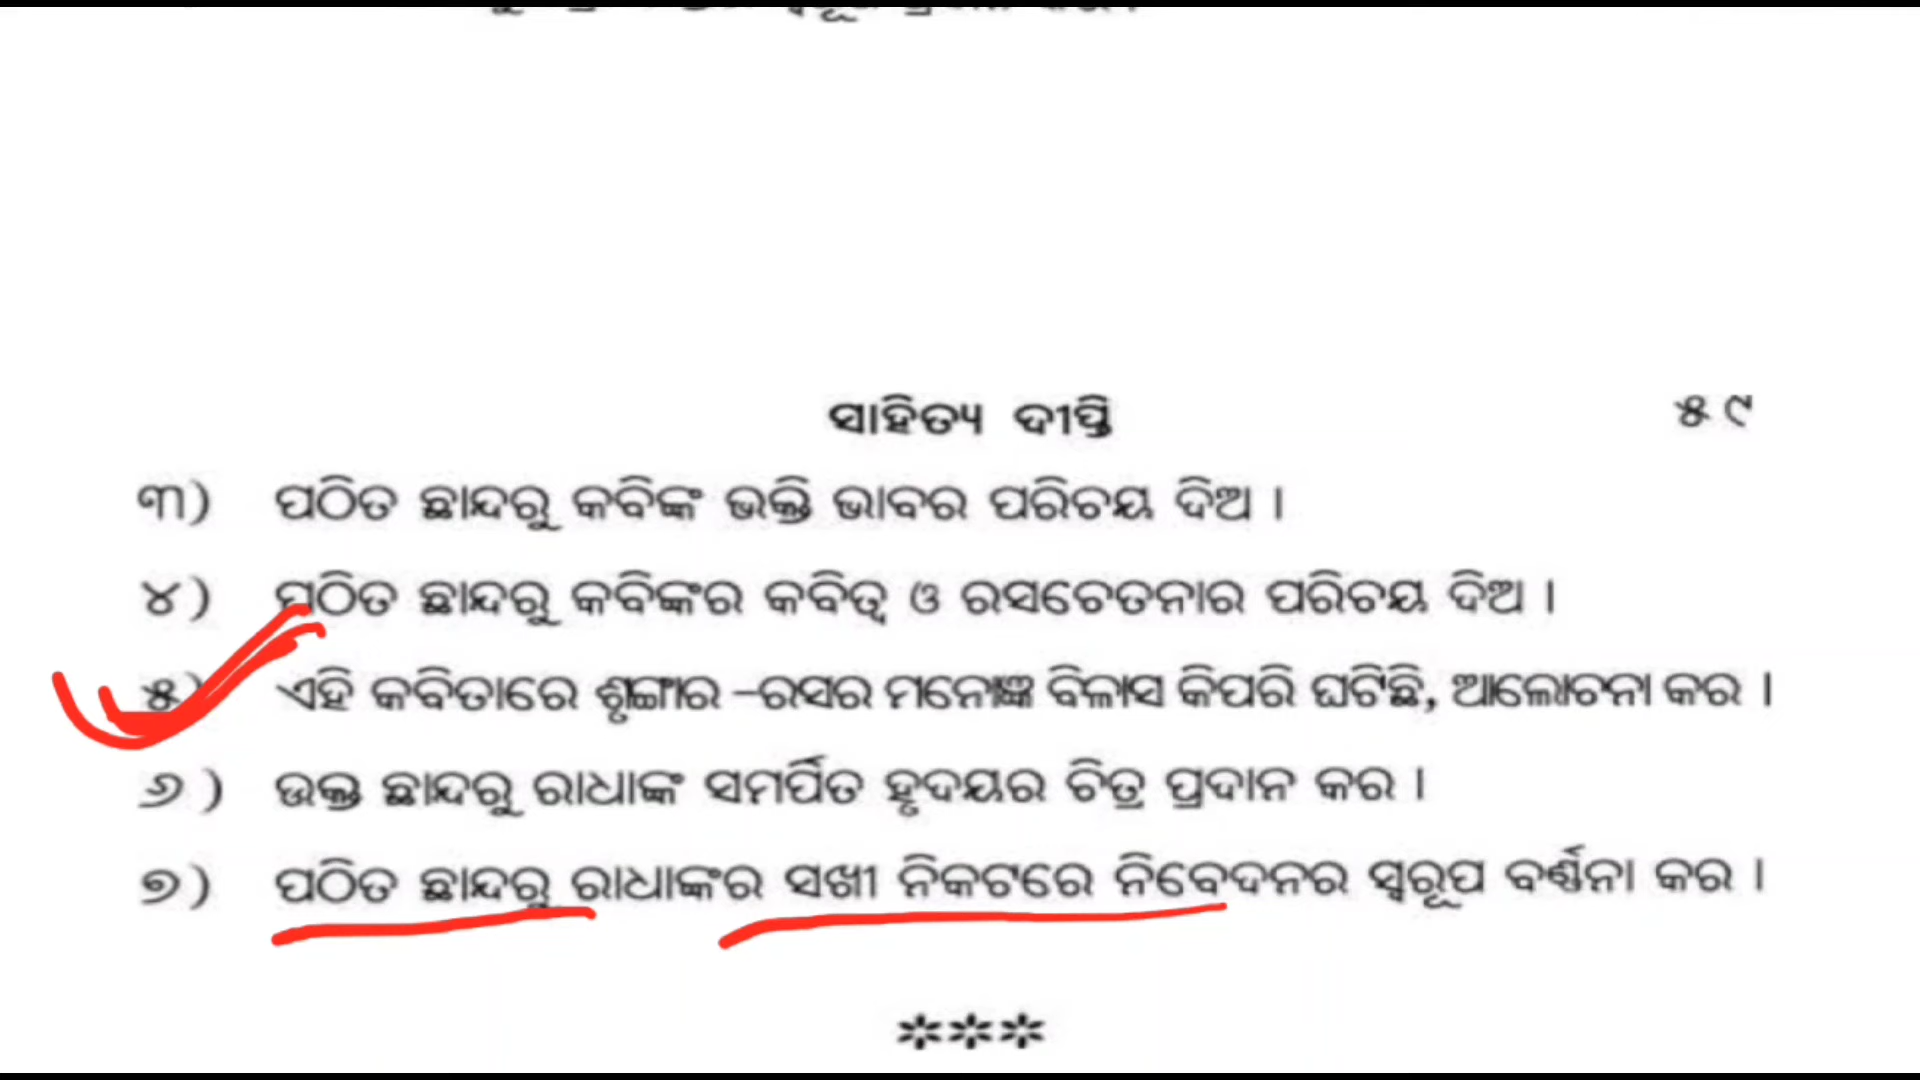 ପ୍ରଦାନ କର ।
ସାହିତ୍ୟ ଦୀପ୍ତି ୫୯
୩) ପଠିତ ଛାନ୍ଦରୁ କବିଙ୍କ ଭକ୍ତି ଭାବର ପରିଚୟ ଦିଅ ।
୪) ପଠିତ ଛାନ୍ଦରୁ କବିଙ୍କର କବିତ୍ୱ ଓ ରସଚେତନାର ପରିଚୟ ଦିଅ ।
୫) ଏହି କବିତାରେ ଶୃଙ୍ଗାର –ରସର ମନୋଜ୍ଞ ବିଳାସ କିପରି ଘଟିଛି, ଆଲୋଚନା କର ।
୬) ଉକ୍ତ ଛାନ୍ଦରୁ ରାଧାଙ୍କ ସମର୍ପିତ ହୃଦୟର ଚିତ୍ର ପ୍ରଦାନ କର ।
୭) ପଠିତ ଛାନ୍ଦରୁ ରାଧାଙ୍କର ସଖୀ ନିକଟରେ ନିବେଦନର ସ୍ୱରୂପ ବର୍ଣ୍ଣନା କର ।
***